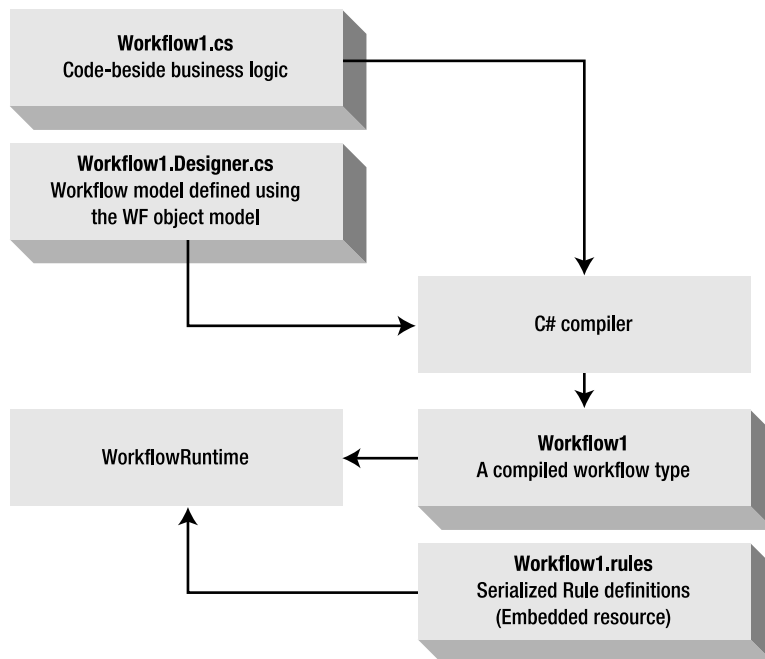 Workflow1.cs
Code-beside business logic
Workflow1.Designer.cs
Workflow model defined using
the WF object model
C# compiler
WorkflowRuntime
Workflow1
A compiled workflow type
Workflow1.rules
Serialized Rule definitions
(Embedded resource)